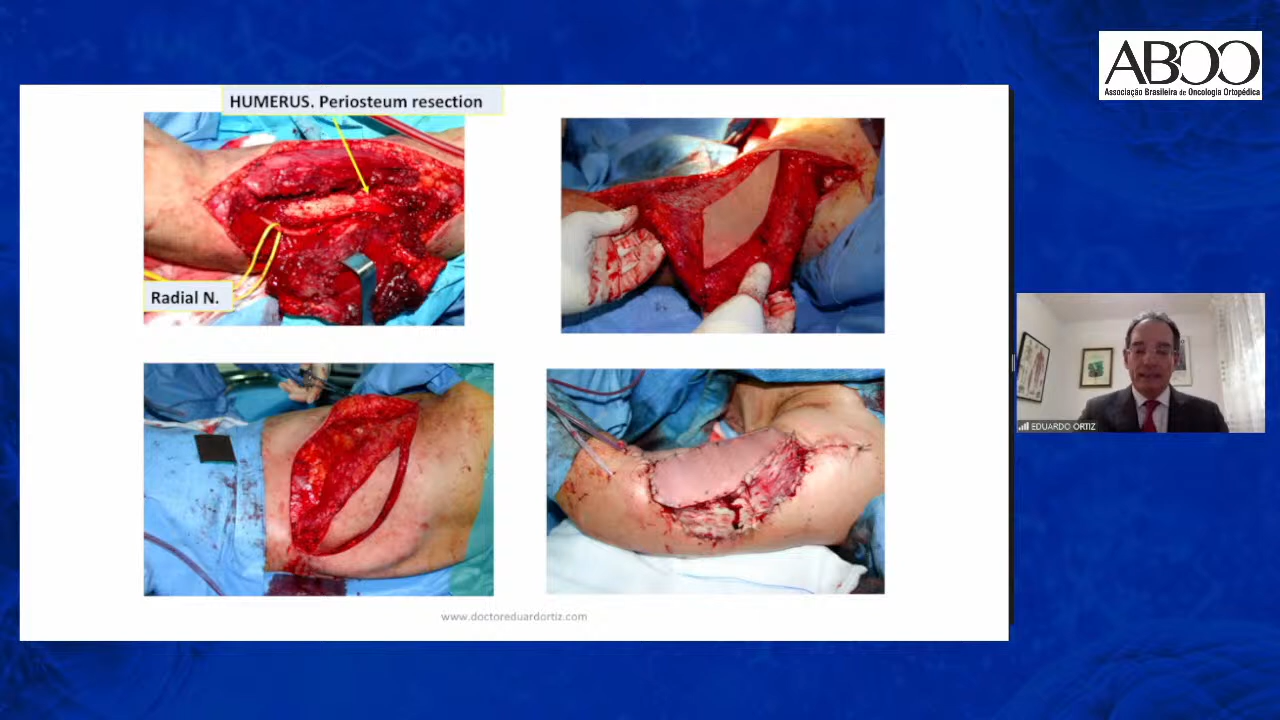 ABOO
Associação Brasileira de Oncologia Ortopédica
HUMERUS. Periosteum resection
Radial N.
EDUARDO ORTIZ
www.doctoreduardortiz.com